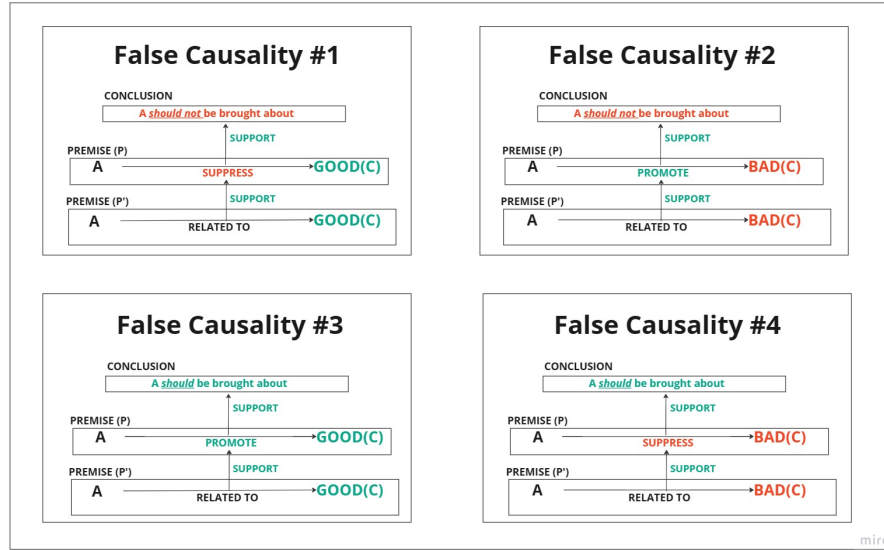 False Causality #1
CONCLUSION
A should not be brought about
SUPPORT
PREMISE (P)
A
GOOD(C)
SUPPRESS
SUPPORT
PREMISE (P')
A
GOOD(C)
RELATED TO
False Causality #2
CONCLUSION
A should not be brought about
SUPPORT
PREMISE (P)
A
BAD(C)
PROMOTE
SUPPORT
PREMISE (P')
A
BAD(C)
RELATED TO
False Causality #3
CONCLUSION
A should be brought about
SUPPORT
PREMISE (P)
A
GOOD(C)
PROMOTE
SUPPORT
PREMISE (P')
A
GOOD(C)
RELATED TO
False Causality #4
CONCLUSION
A should be brought about
SUPPORT
PREMISE (P)
A
BAD(C)
SUPPRESS
SUPPORT
PREMISE (P')
A
BAD(C)
RELATED TO